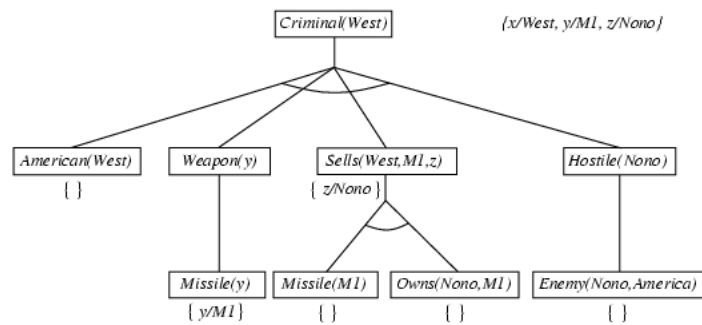 Criminal(West) {x/West, y/M1, z/Nono}
American(West) Weapon(y) Sells(West,M1,z) Hostile(Nono)
{ } { z/Nono }
Missile(y) Missile(M1) Owns(Nono,M1) Enemy(Nono,America)
{ y/M1} { } { } { }